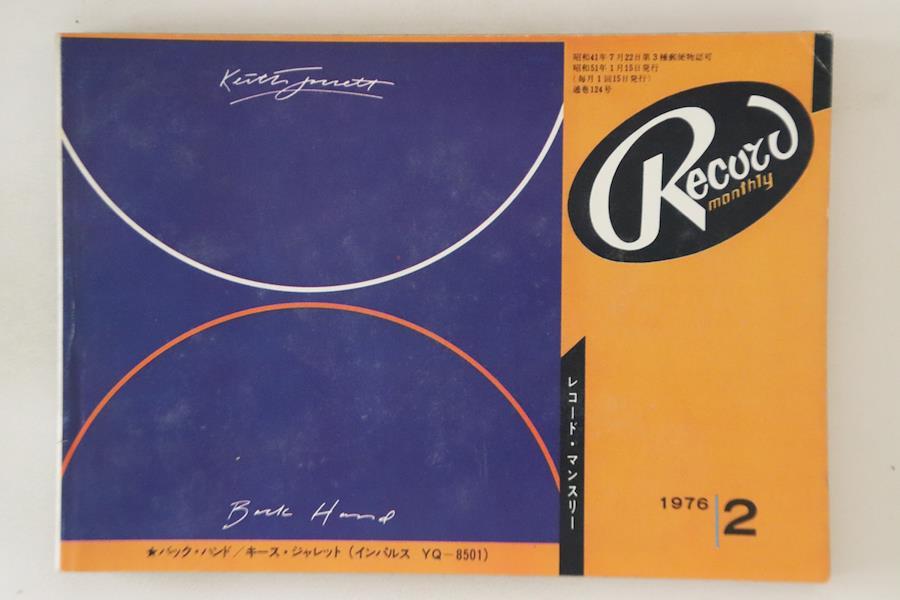 Keith Jarrett
Back Hand
★バック・ハンド/キース・ジャレット(インパルス YQ-8501)
昭和41年7月22日第3種郵便物認可
昭和51年1月15日発行
(毎月1回15日発行)
通巻124号
Record
monthly
レコード・マンスリー
1976 2